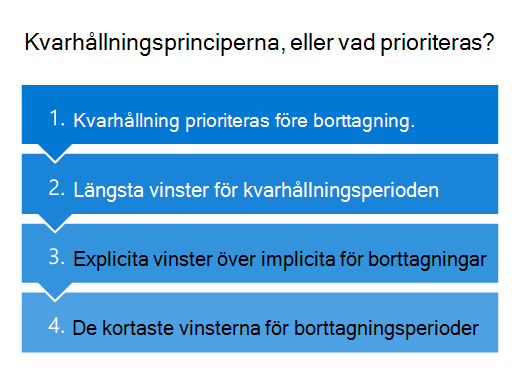 Kvarhållningsprinciperna, eller vad prioriteras?
1. Kvarhållning prioriteras före borttagning.
2. Längsta vinster för kvarhållningsperioden
3. Explicita vinster över implicita för borttagningar
4. De kortaste vinsterna för borttagningsperioder